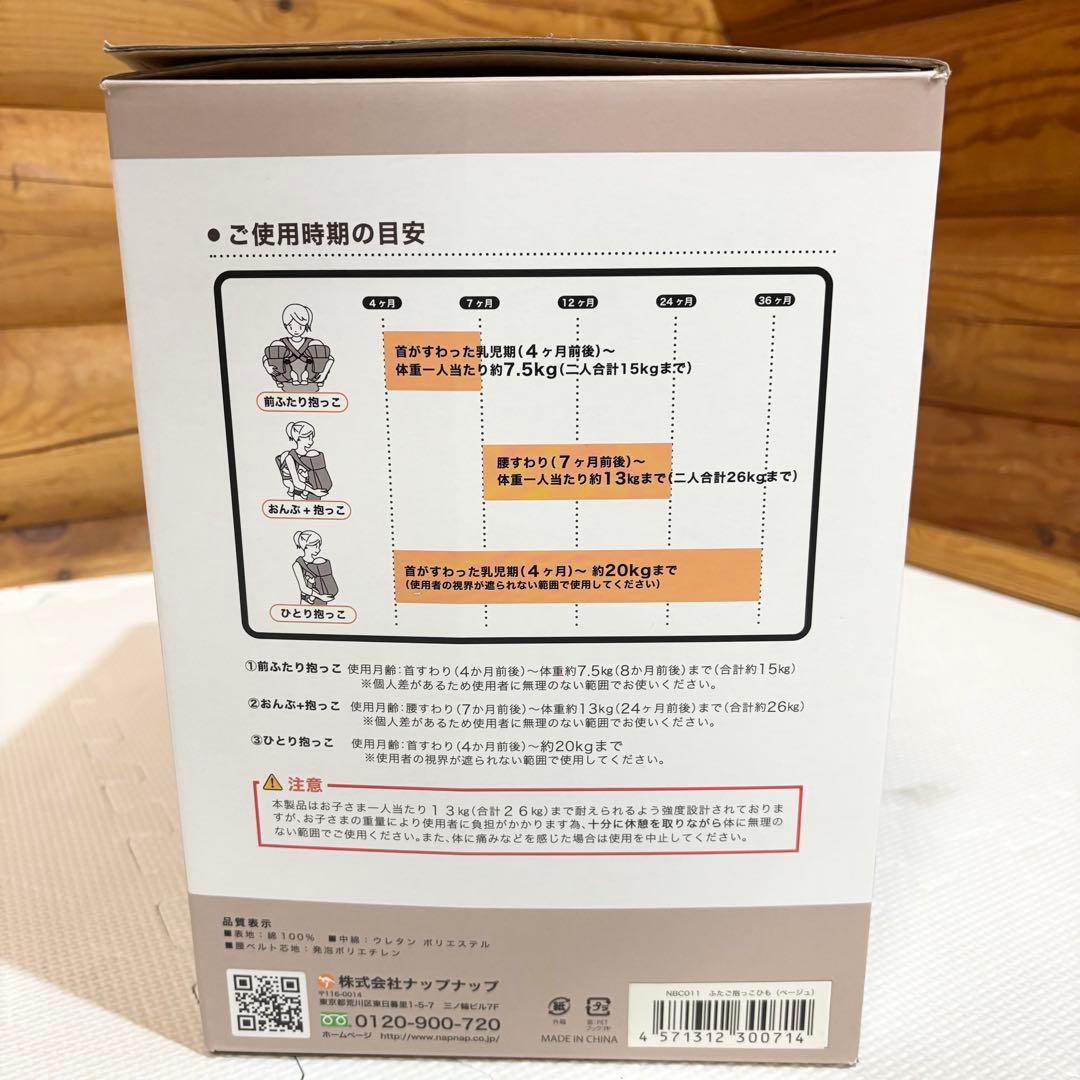 ●ご使用時期の目安
4ヶ月 7ヶ月 12ヶ月 24ヶ月 36ヶ月
首がすわった乳児期(4ヶ月前後)〜
体重一人当たり約7.5kg(二人合計15kgまで)
前ふたり抱っこ
腰すわり(7ヶ月前後)〜
体重一人当たり約13kgまで(二人合計26kgまで)
おんぶ+抱っこ
首がすわった乳児期(4ヶ月)〜 約20kgまで
(使用者の視界が遮られない範囲で使用してください)
ひとり抱っこ
①前ふたり抱っこ 使用月齢:首すわり(4か月前後)〜体重約7.5kg(8か月前後)まで(合計約15kg)
※個人差があるため使用者に無理のない範囲でお使いください。
②おんぶ+抱っこ 使用月齢:腰すわり(7か月前後)〜体重約13kg(24ヶ月前後)まで(合計約26kg)
※個人差があるため使用者に無理のない範囲でお使いください。
③ひとり抱っこ 使用月齢:首すわり(4か月前後)〜約20kgまで
※使用者の視界が遮られない範囲で使用してください。
注意
本製品はお子さま一人当たり13kg(合計26kg)まで耐えられるよう強度設計されておりま
すが、お子さまの重量により使用者に負担がかかります為、十分に休憩を取りながら体に無理の
ない範囲でご使用ください。また、体に痛みなどを感じた場合は使用を中止してください。
品質表示
■表地:綿100% ■中綿:ウレタン ポリエステル
■腰ベルト芯地:発泡ポリエチレン
株式会社ナップナップ
〒116-0014
東京都荒川区東日暮里1-5-7 三ノ輪ビル7F
0120-900-720
ホームページ http://www.napnap.co.jp/
紙
外箱
プラ
袋:PET
MADE IN CHINA
NBC011 ふたご抱っこひも(ベージュ)
4 571312 300714